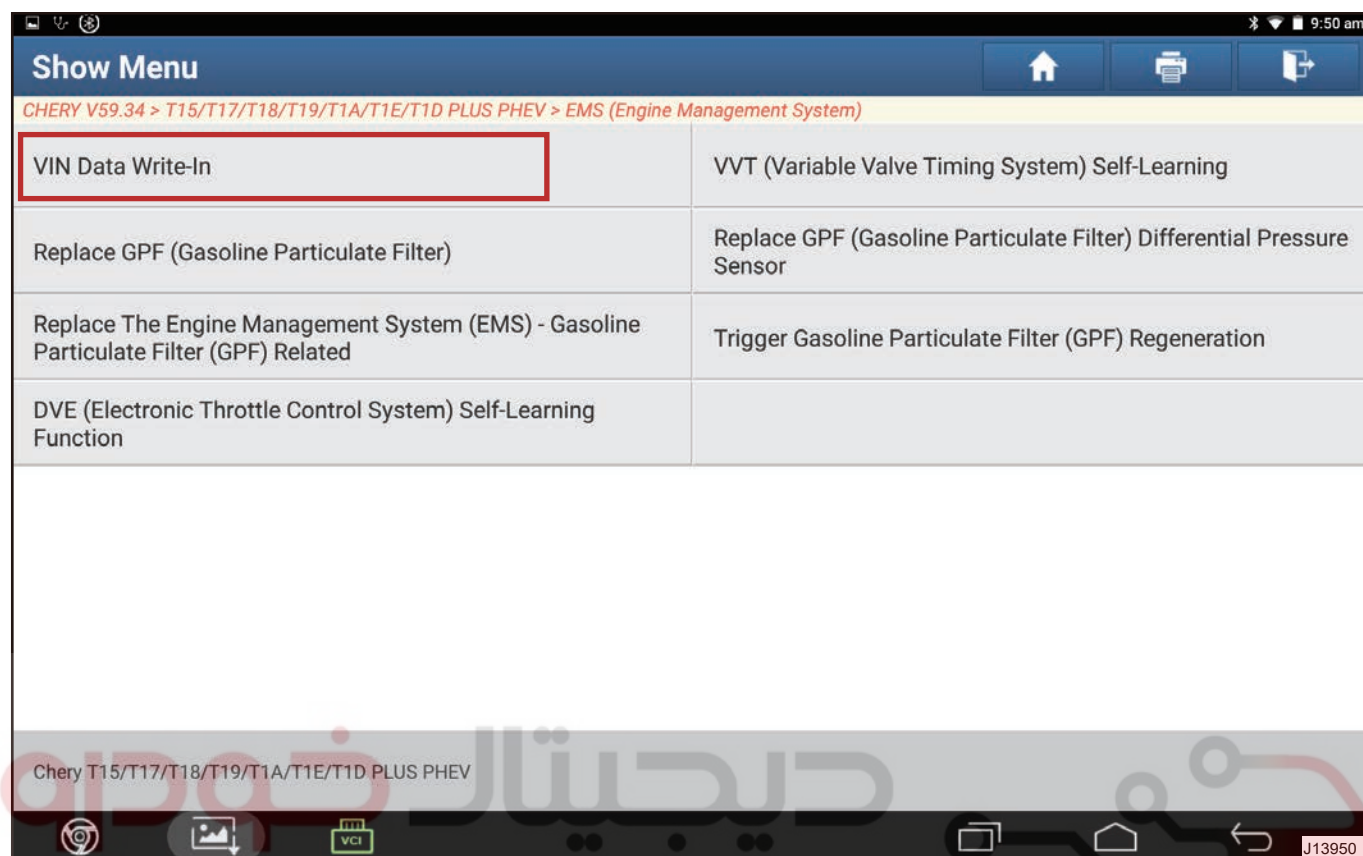 9:50 am
Show Menu
CHERY V59.34 > T15/T17/T18/T19/T1A/T1E/T1D PLUS PHEV > EMS (Engine Management System)
VIN Data Write-In
VVT (Variable Valve Timing System) Self-Learning
Replace GPF (Gasoline Particulate Filter)
Replace GPF (Gasoline Particulate Filter) Differential Pressure
Sensor
Replace The Engine Management System (EMS) - Gasoline
Particulate Filter (GPF) Related
Trigger Gasoline Particulate Filter (GPF) Regeneration
DVE (Electronic Throttle Control System) Self-Learning
Function
Chery T15/T17/T18/T19/T1A/T1E/T1D PLUS PHEV
دیجیتال خودرو
VCI
J13950